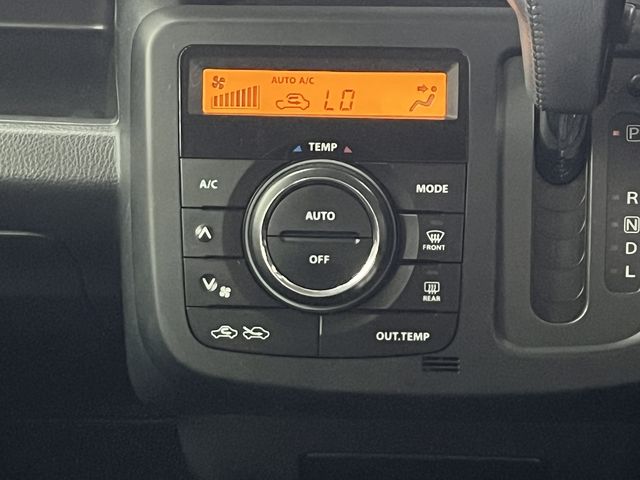 AUTO A/C
LO
TEMP
A/C
MODE
AUTO
OFF
FRONT
REAR
OUT.TEMP
P
R
N
D
L